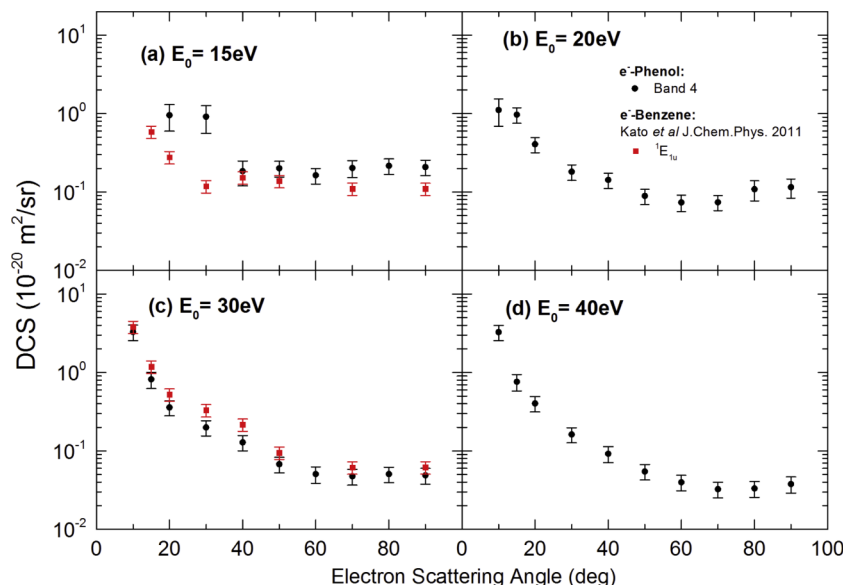 (a) E₀= 15eV
(b) E₀= 20eV
e⁻-Phenol:
Band 4
e⁻-Benzene:
Kato et al J.Chem.Phys. 2011
¹E₁ᵤ
10¹
10⁰
10⁻¹
10⁻²
(c) E₀= 30eV
(d) E₀= 40eV
10¹
10⁰
10⁻¹
10⁻²
DCS (10⁻²⁰ m²/sr)
0 20 40 60 80 0 20 40 60 80 100
Electron Scattering Angle (deg)